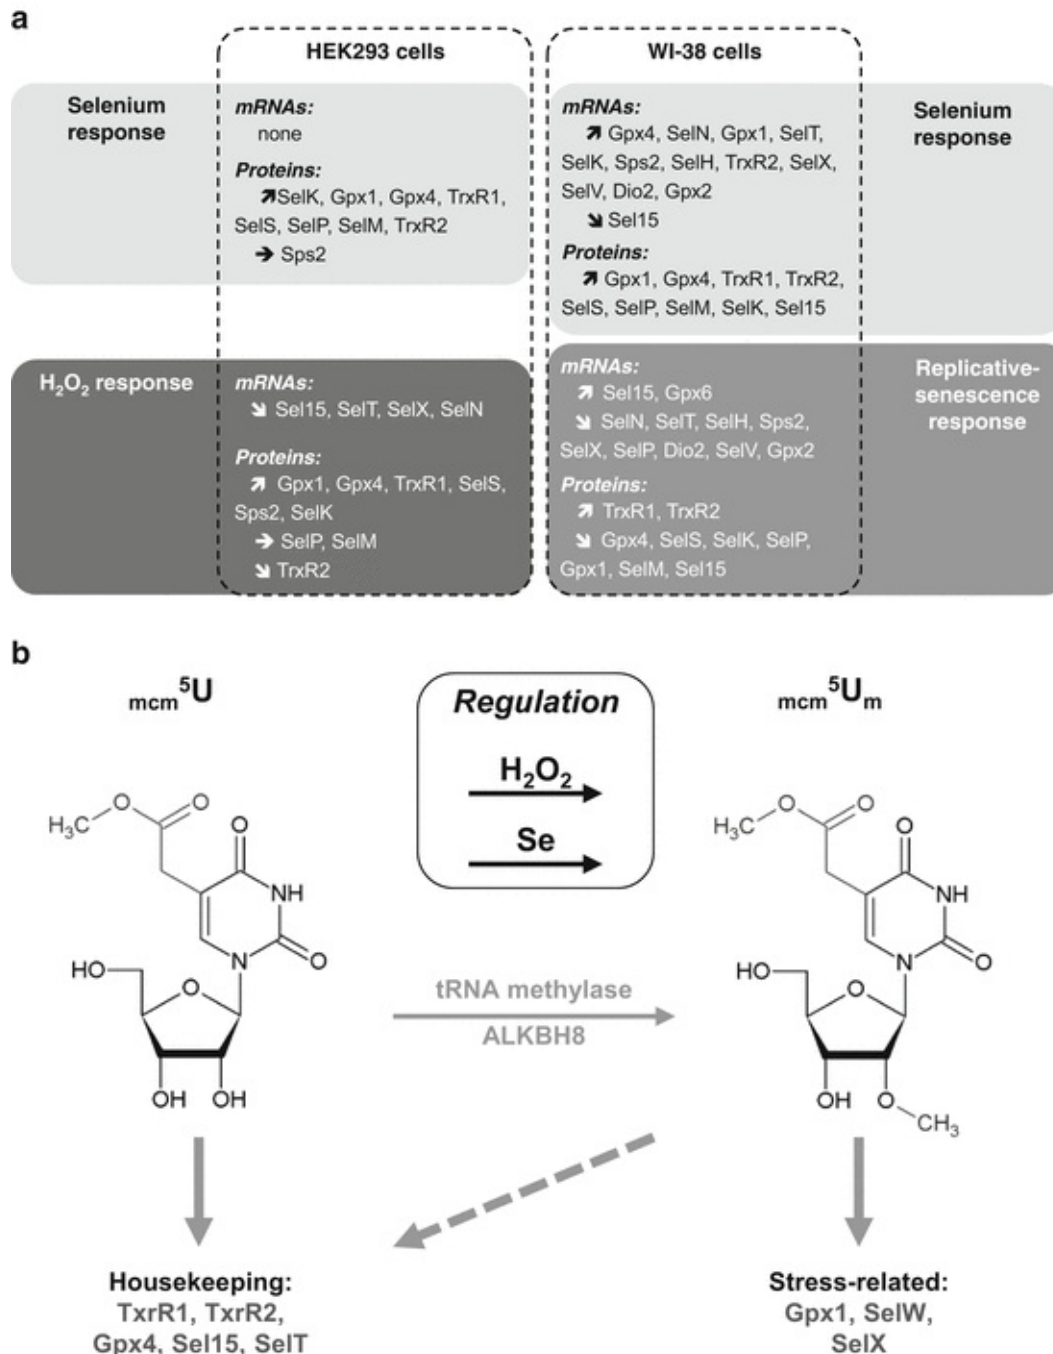 a
HEK293 cells
WI-38 cells
Selenium
response
mRNAs:
none
Proteins:
↗SelK, Gpx1, Gpx4, TrxR1,
SelS, SelP, SelM, TrxR2
→ Sps2
mRNAs:
↗ Gpx4, SelN, Gpx1, SelT,
SelK, Sps2, SelH, TrxR2, SelX,
SelV, Dio2, Gpx2
↘ Sel15
Proteins:
↗ Gpx1, Gpx4, TrxR1, TrxR2,
SelS, SelP, SelM, SelK, Sel15
Selenium
response
H₂O₂ response
mRNAs:
↘ Sel15, SelT, SelX, SelN
Proteins:
↗ Gpx1, Gpx4, TrxR1, SelS,
Sps2, SelK
→ SelP, SelM
↘ TrxR2
mRNAs:
↗ Sel15, Gpx6
↘ SelN, SelT, SelH, Sps2,
SelX, SelP, Dio2, SelV, Gpx2
Proteins:
↗ TrxR1, TrxR2
↘ Gpx4, SelS, SelK, SelP,
Gpx1, SelM, Sel15
Replicative-
senescence
response
b
mcm⁵U
Regulation
H₂O₂
Se
mcm⁵Uₘ
H₃C
O
O
O
NH
N
O
HO
O
OH
OH
tRNA methylase
ALKBH8
H₃C
O
O
O
NH
N
O
HO
O
OH
O
CH₃
Housekeeping:
TxrR1, TxrR2,
Gpx4, Sel15, SelT
Stress-related:
Gpx1, SelW,
SelX